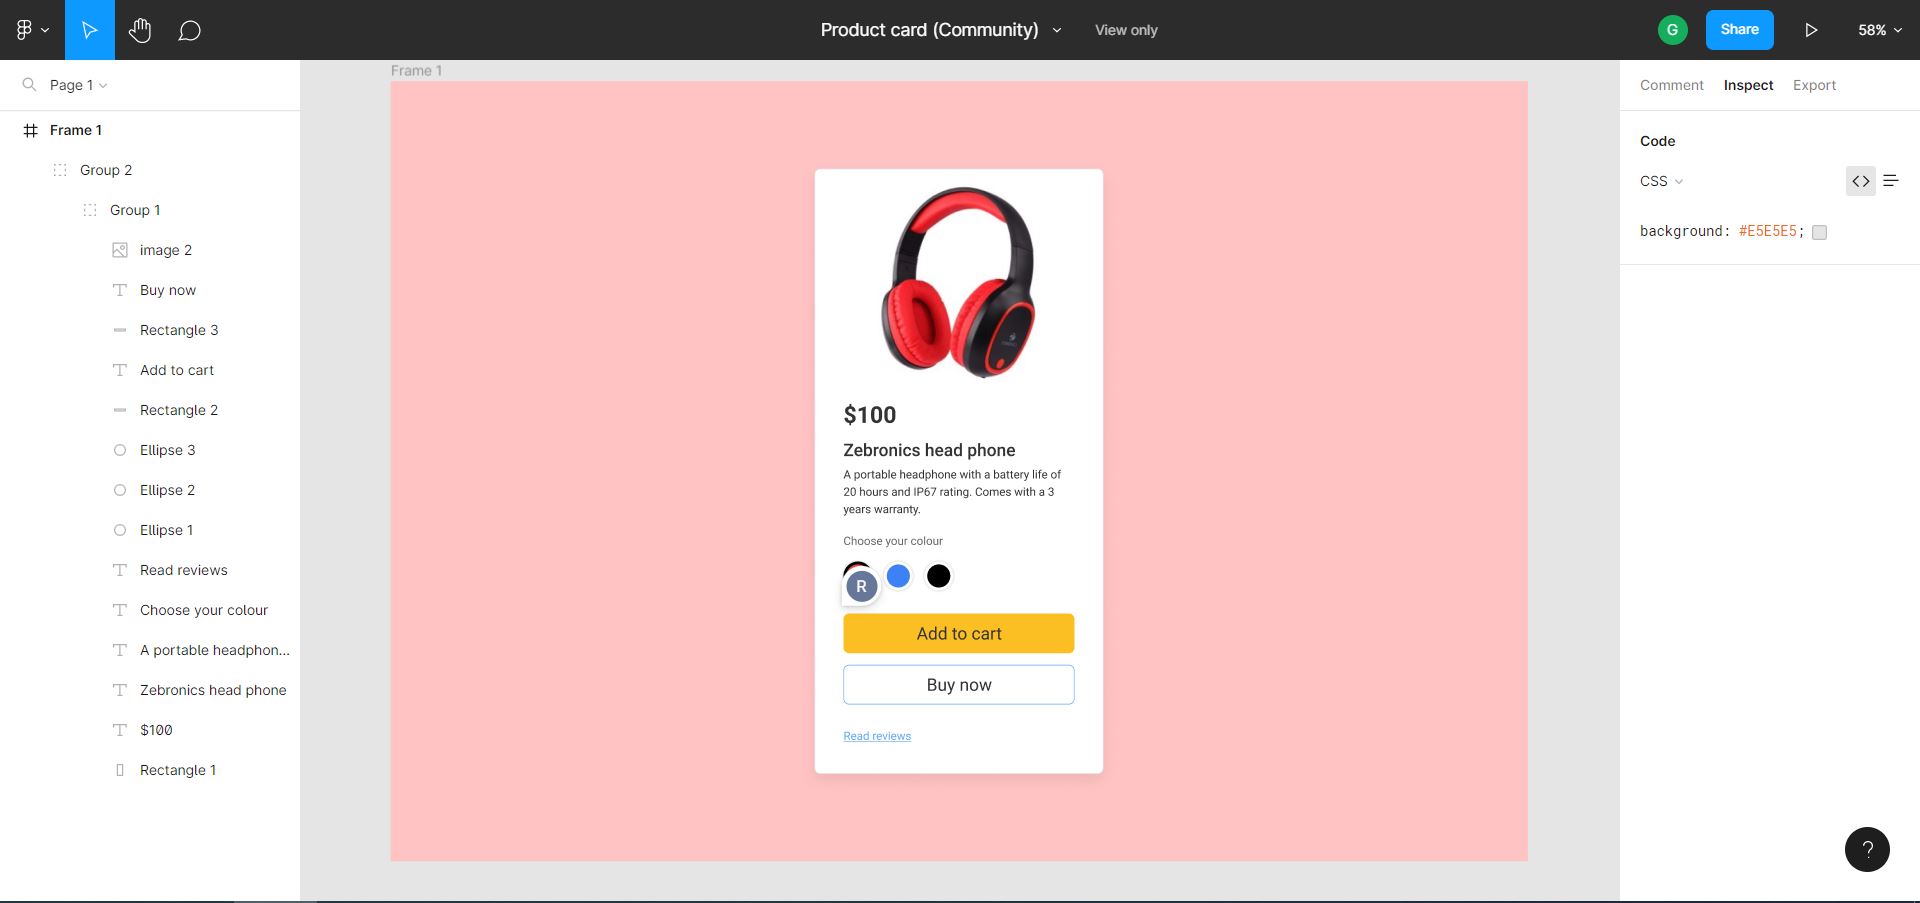 Product card (Community)
View only
G
Share
58%
Page 1
Frame 1
Group 2
Group 1
image 2
Buy now
Rectangle 3
Add to cart
Rectangle 2
Ellipse 3
Ellipse 2
Ellipse 1
Read reviews
Choose your colour
A portable headphon...
Zebronics head phone
$100
Rectangle 1
Frame 1
$100
Zebronics head phone
A portable headphone with a battery life of
20 hours and IP67 rating. Comes with a 3
years warranty.
Choose your colour
R
Add to cart
Buy now
Read reviews
Comment Inspect Export
Code
CSS
background: #E5E5E5;
?